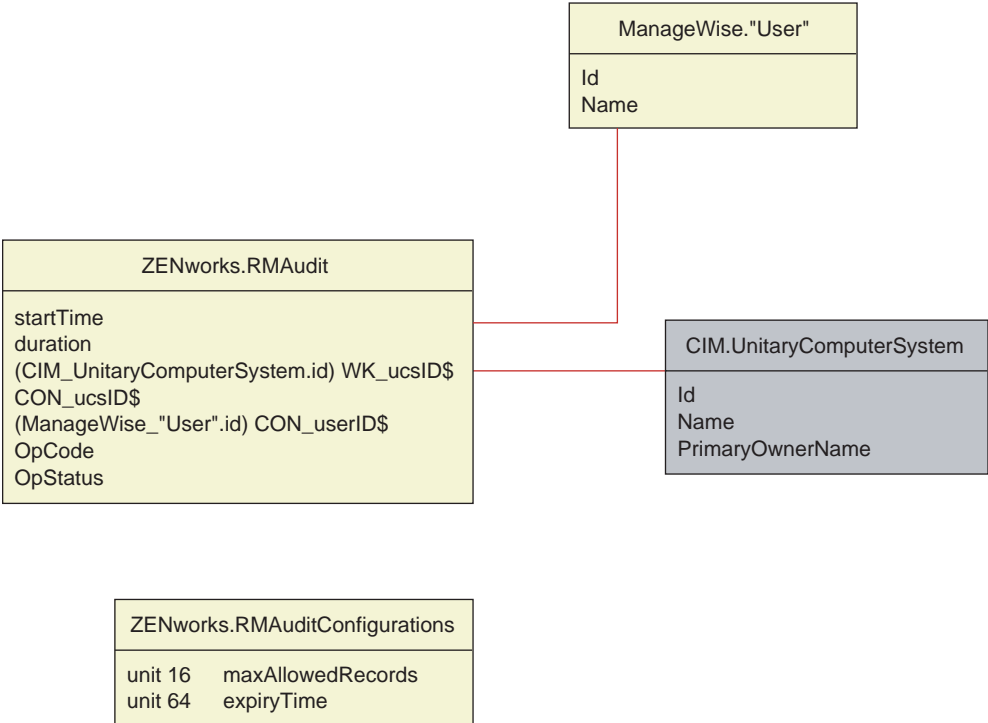 ManageWise."User"
Id
Name
ZENworks.RMAudit
startTime
duration
(CIM_UnitaryComputerSystem.id) WK_ucsID$
CON_ucsID$
(ManageWise_"User".id) CON_userID$
OpCode
OpStatus
CIM.UnitaryComputerSystem
Id
Name
PrimaryOwnerName
ZENworks.RMAuditConfigurations
unit 16 maxAllowedRecords
unit 64 expiryTime